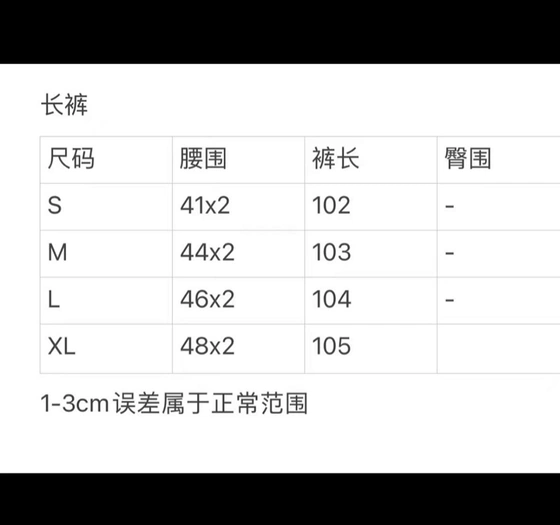 长裤
尺码 腰围 裤长 臀围
S 41x2 102 -
M 44x2 103 -
L 46x2 104 -
XL 48x2 105
1-3cm误差属于正常范围